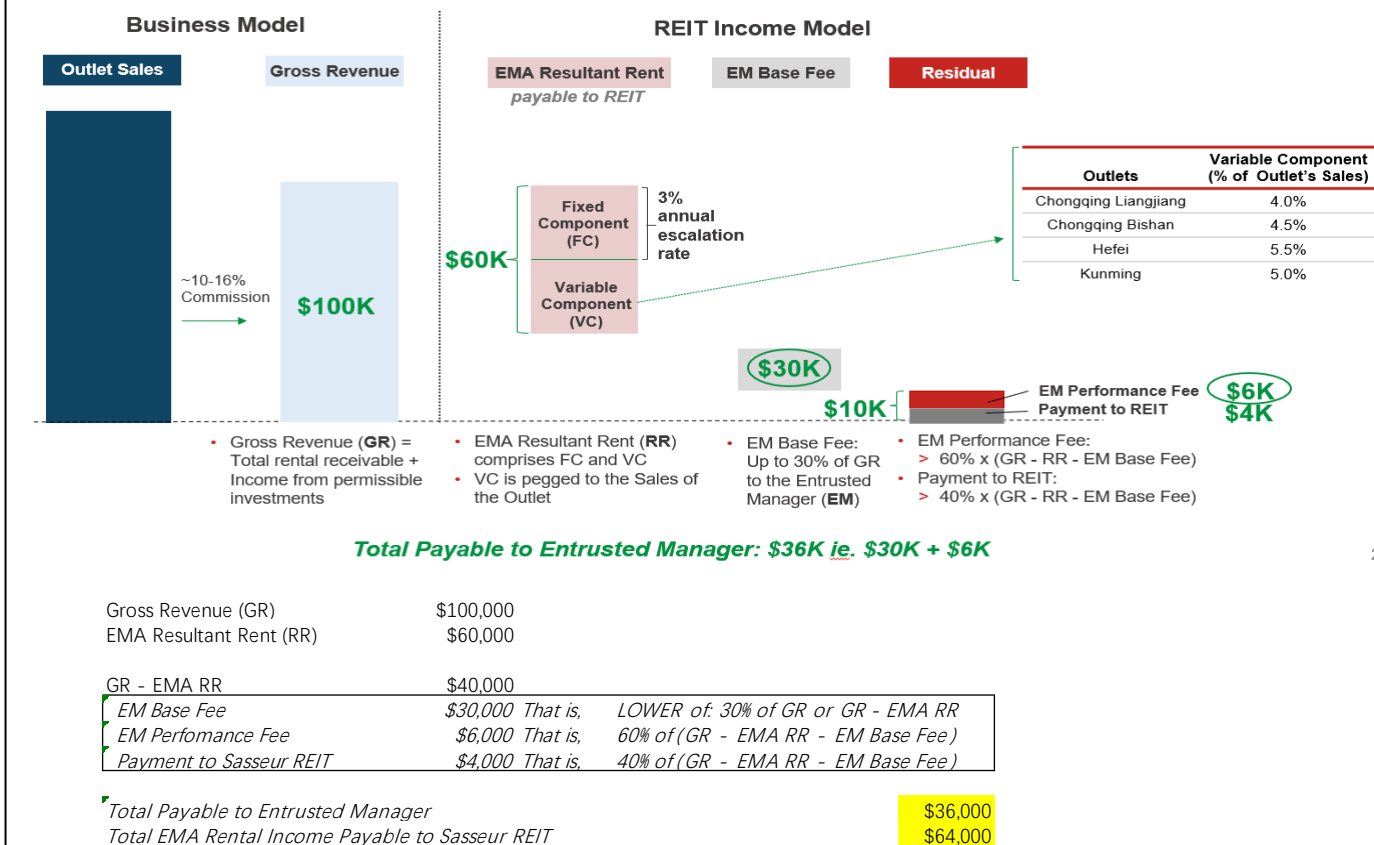 Business Model
REIT Income Model
Outlet Sales
Gross Revenue
EMA Resultant Rent
payable to REIT
EM Base Fee
Residual
~10-16%
Commission
$100K
$60K
Fixed
Component
(FC)
Variable
Component
(VC)
3%
annual
escalation
rate
Outlets
Variable Component
(% of Outlet's Sales)
Chongqing Liangjiang 4.0%
Chongqing Bishan 4.5%
Hefei 5.5%
Kunming 5.0%
$30K
$10K
EM Performance Fee $6K
Payment to REIT $4K
• Gross Revenue (GR) =
Total rental receivable +
Income from permissible
investments
• EMA Resultant Rent (RR)
comprises FC and VC
• VC is pegged to the Sales of
the Outlet
• EM Base Fee:
Up to 30% of GR
to the Entrusted
Manager (EM)
• EM Performance Fee:
> 60% x (GR - RR - EM Base Fee)
• Payment to REIT:
> 40% x (GR - RR - EM Base Fee)
Total Payable to Entrusted Manager: $36K ie. $30K + $6K
Gross Revenue (GR) $100,000
EMA Resultant Rent (RR) $60,000
GR - EMA RR $40,000
EM Base Fee $30,000 That is, LOWER of: 30% of GR or GR - EMA RR
EM Perfomance Fee $6,000 That is, 60% of (GR - EMA RR - EM Base Fee)
Payment to Sasseur REIT $4,000 That is, 40% of (GR - EMA RR - EM Base Fee)
Total Payable to Entrusted Manager $36,000
Total EMA Rental Income Payable to Sasseur REIT $64,000